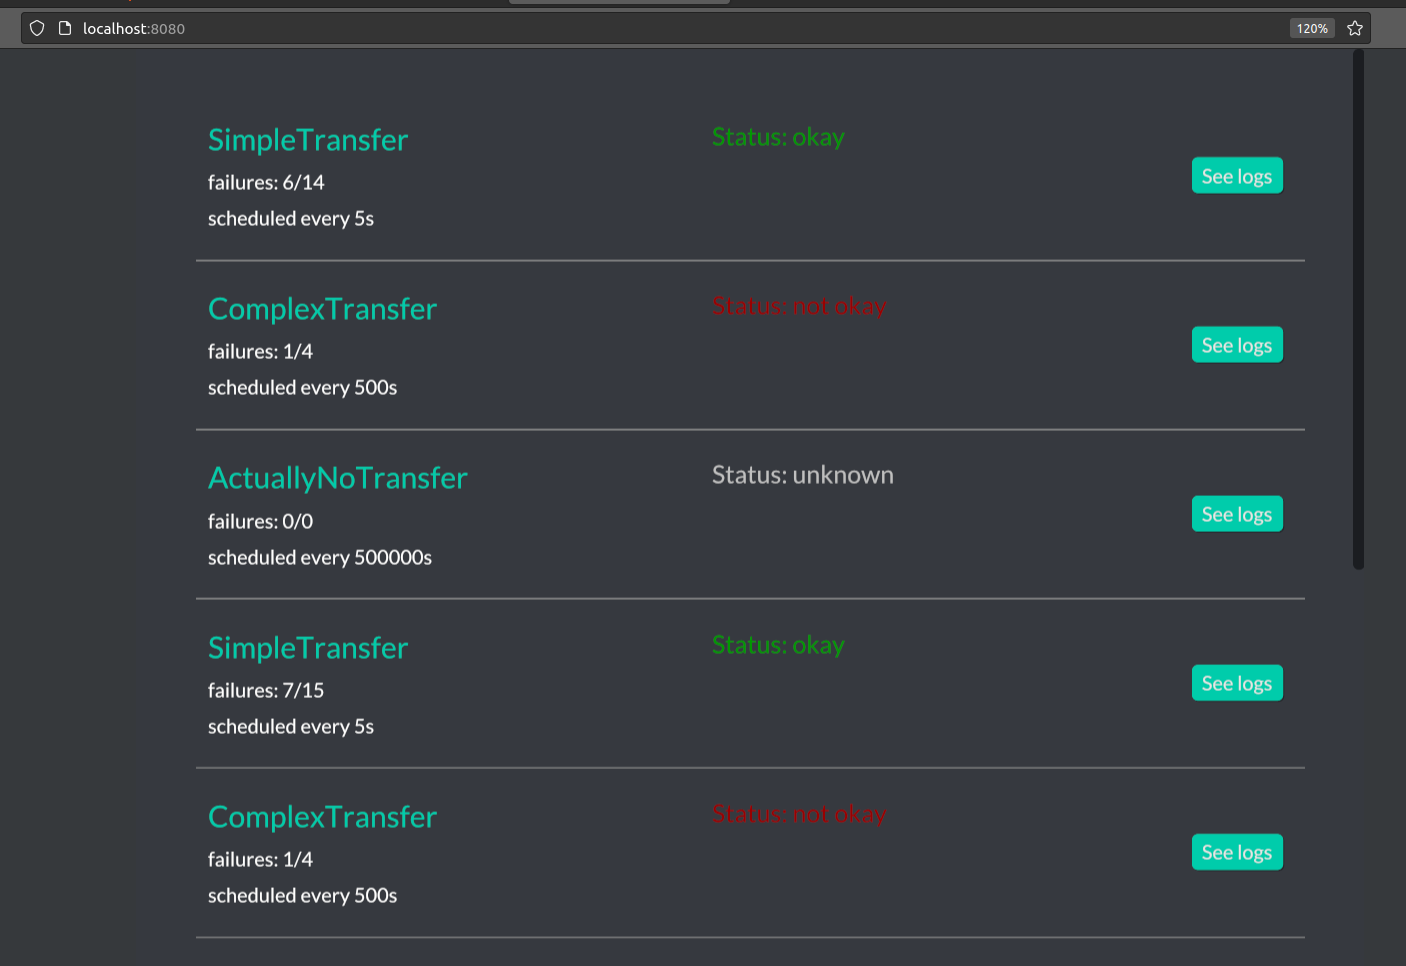 localhost:8080
120%
SimpleTransfer
Status: okay
failures: 6/14
See logs
scheduled every 5s
ComplexTransfer
Status: not okay
failures: 1/4
See logs
scheduled every 500s
ActuallyNoTransfer
Status: unknown
failures: 0/0
See logs
scheduled every 500000s
SimpleTransfer
Status: okay
failures: 7/15
See logs
scheduled every 5s
ComplexTransfer
Status: not okay
failures: 1/4
See logs
scheduled every 500s